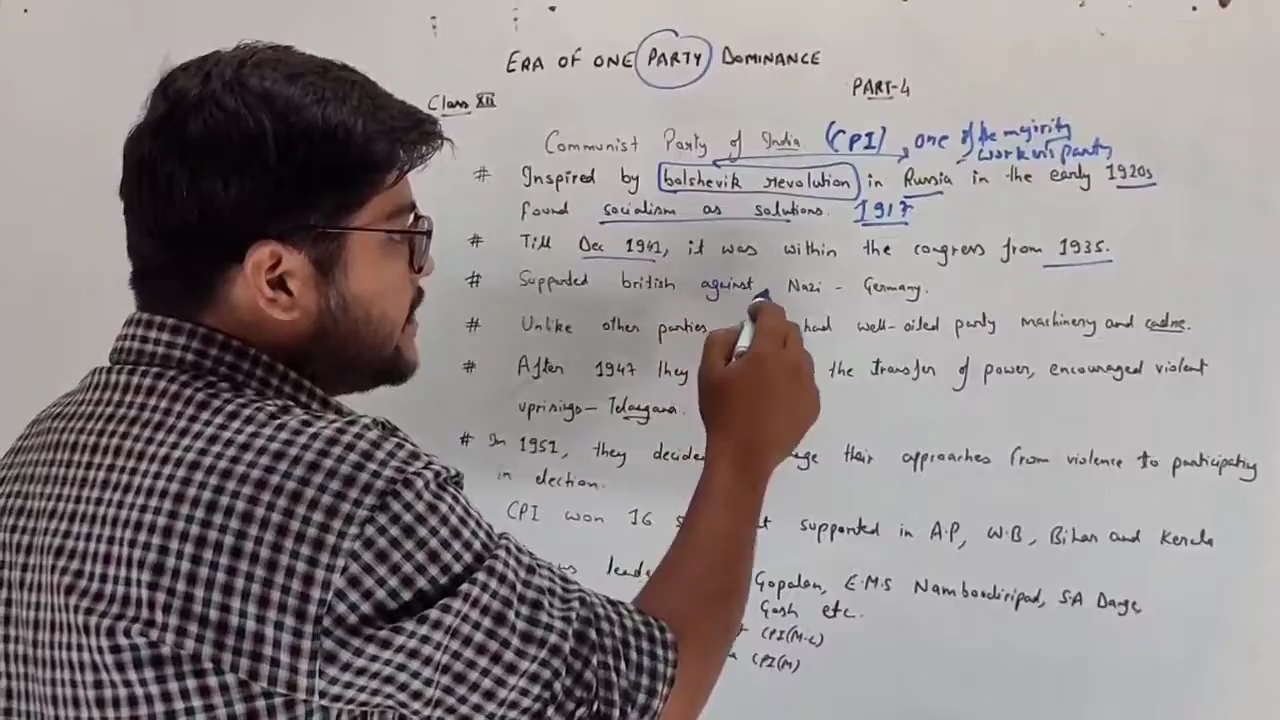 ERA OF ONE PARTY DOMINANCE
PART-4
Class XII
Communist Party of India (CPI) one of the majority
workers party
# Inspired by bolshevik revolution in Russia in the early 1920s
found socialism as solutions. 1917
# Till Dec 1941, it was within the congress from 1935.
# Supported british against Nazi - Germany.
# Unlike other parties had well-oiled party machinery and cadre.
# After 1947 they the transfer of power, encouraged violent
uprisings- Telangana.
# In 1951, they decide their approaches from violence to participating
in election.
CPI won 16 supported in A.P, W.B, Bihar and Kerala
Gopalan, E.M.S Namboodiripad, S.A Dange
Gosh etc.
CPI(M-L)
CPI(M)